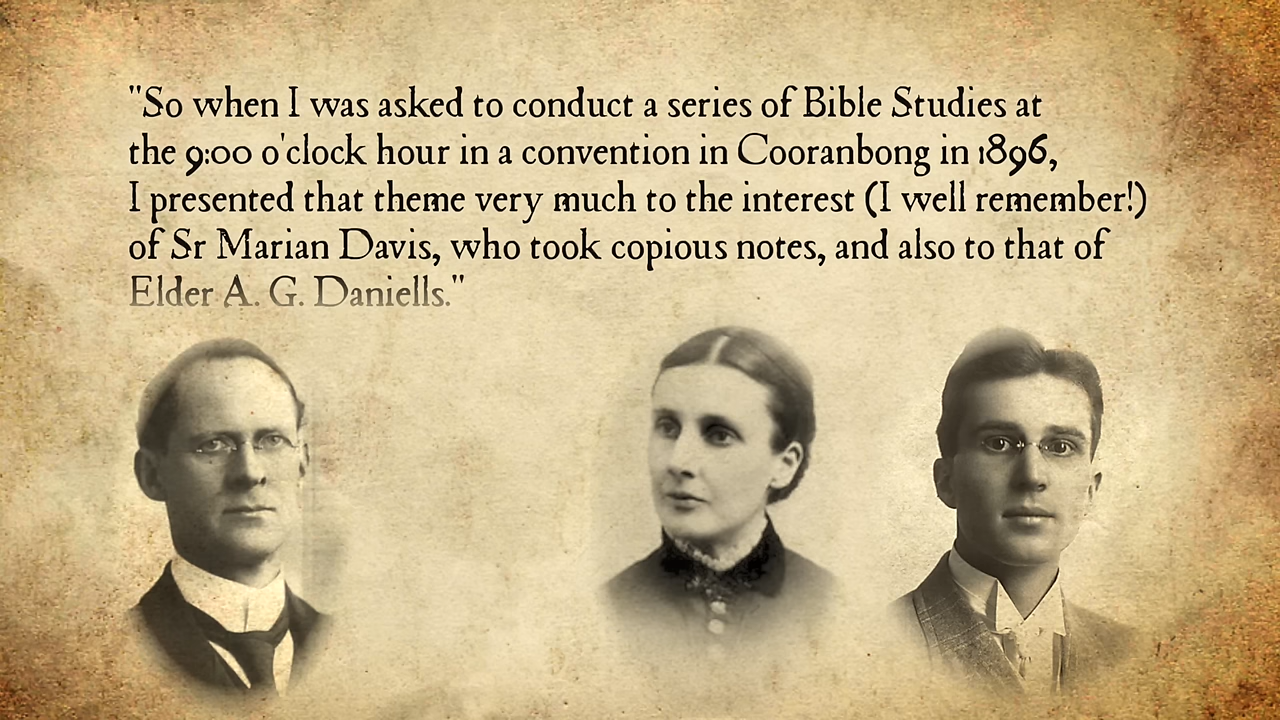 "So when I was asked to conduct a series of Bible Studies at
the 9:00 o'clock hour in a convention in Cooranbong in 1896,
I presented that theme very much to the interest (I well remember!)
of Sr Marian Davis, who took copious notes, and also to that of
Elder A. G. Daniells."